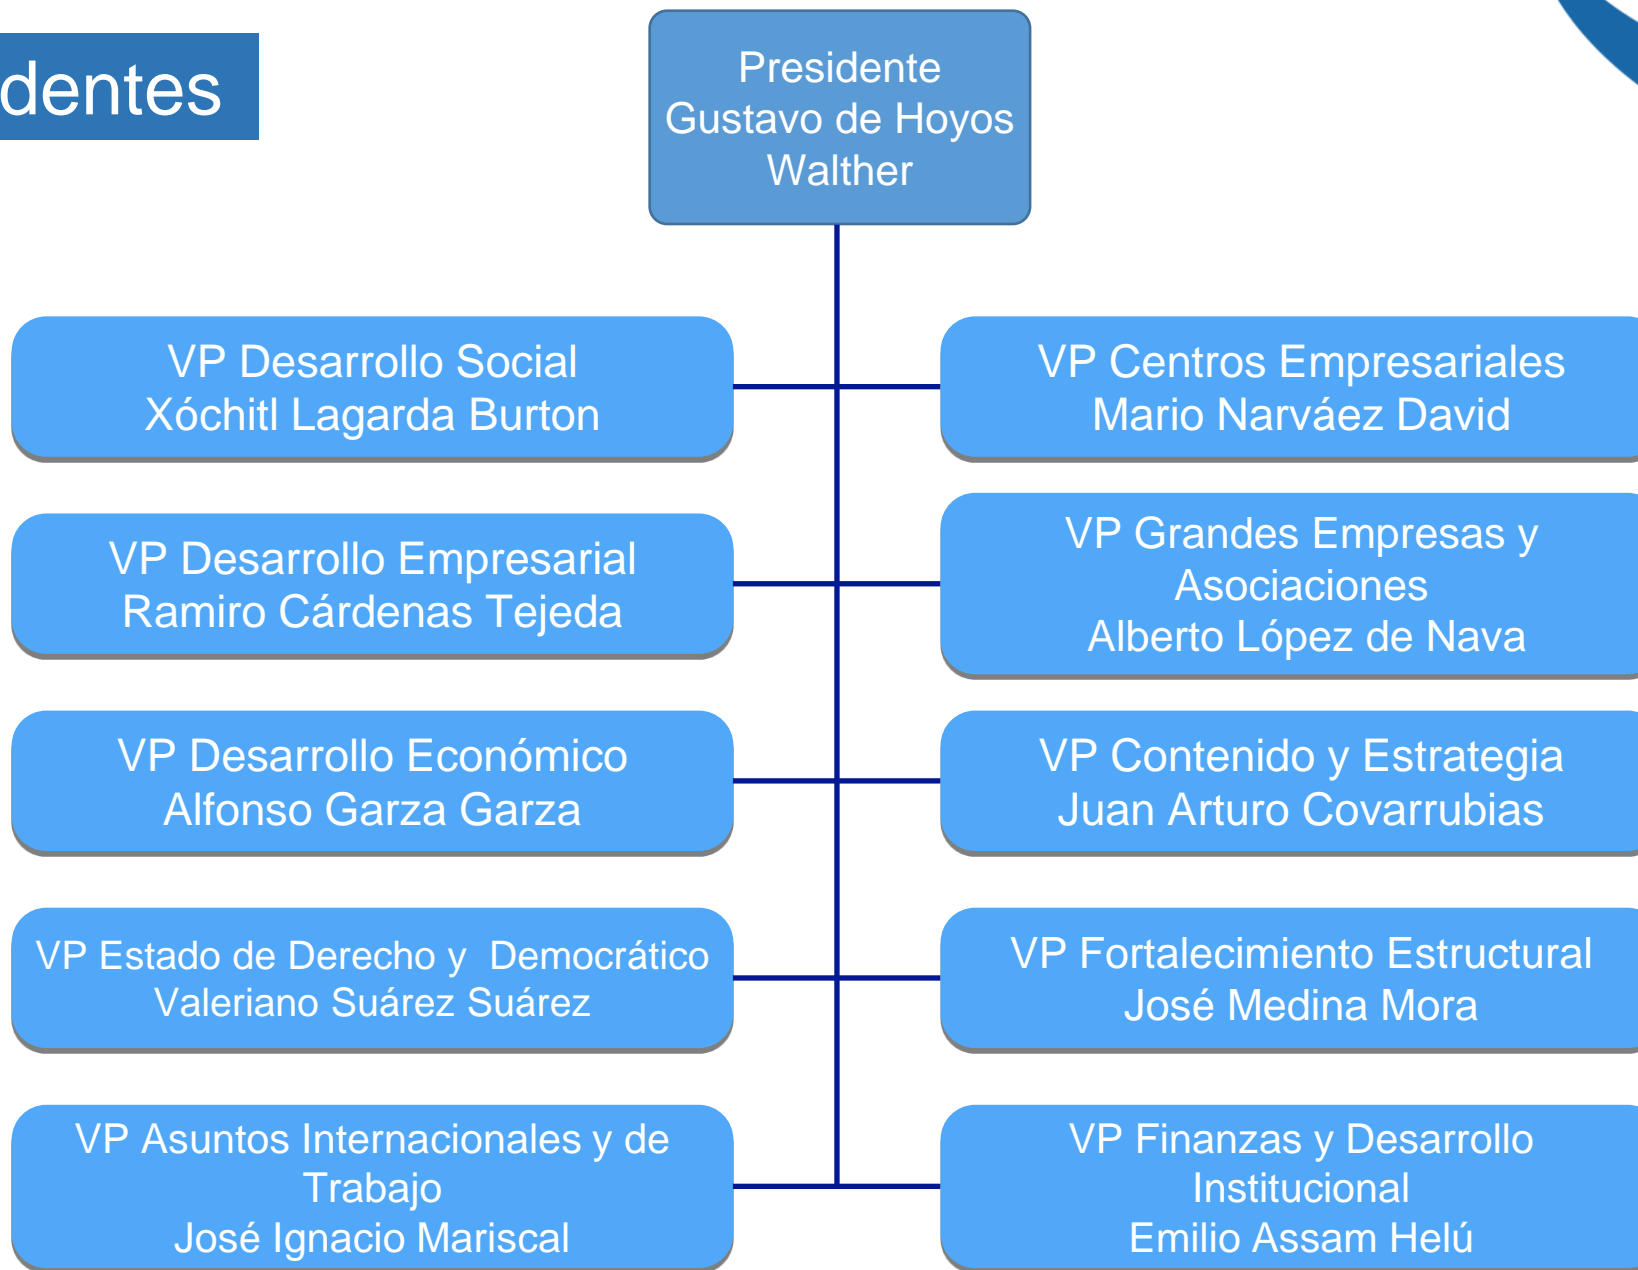 dentes
Presidente
Gustavo de Hoyos
Walther
VP Desarrollo Social
Xóchitl Lagarda Burton
VP Centros Empresariales
Mario Narváez David
VP Desarrollo Empresarial
Ramiro Cárdenas Tejeda
VP Grandes Empresas y
Asociaciones
Alberto López de Nava
VP Desarrollo Económico
Alfonso Garza Garza
VP Contenido y Estrategia
Juan Arturo Covarrubias
VP Estado de Derecho y  Democrático
Valeriano Suárez Suárez
VP Fortalecimiento Estructural
José Medina Mora
VP Asuntos Internacionales y de
Trabajo
José Ignacio Mariscal
VP Finanzas y Desarrollo
Institucional
Emilio Assam Helú